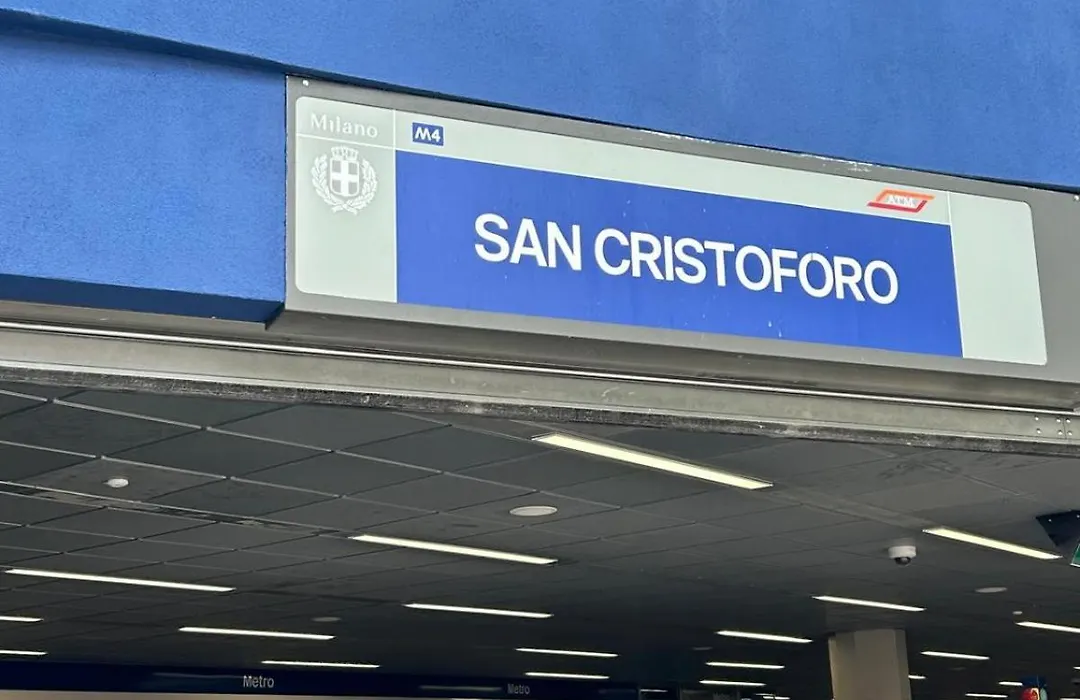 Milano
M4
ATM
SAN CRISTOFORO
Metro
Metro